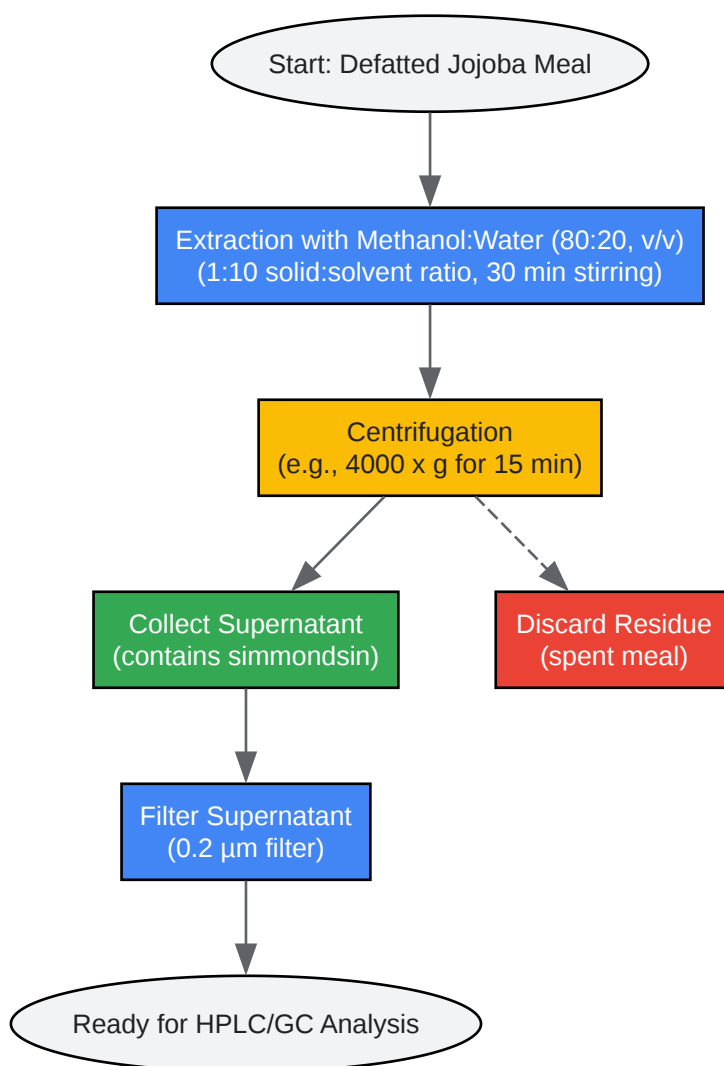 Start: Defatted Jojoba Meal
Extraction with Methanol:Water (80:20, v/v)
(1:10 solid:solvent ratio, 30 min stirring)
Centrifugation
(e.g., 4000 x g for 15 min)
Collect Supernatant
(contains simmondsin)
Discard Residue
(spent meal)
Filter Supernatant
(0.2 µm filter)
Ready for HPLC/GC Analysis